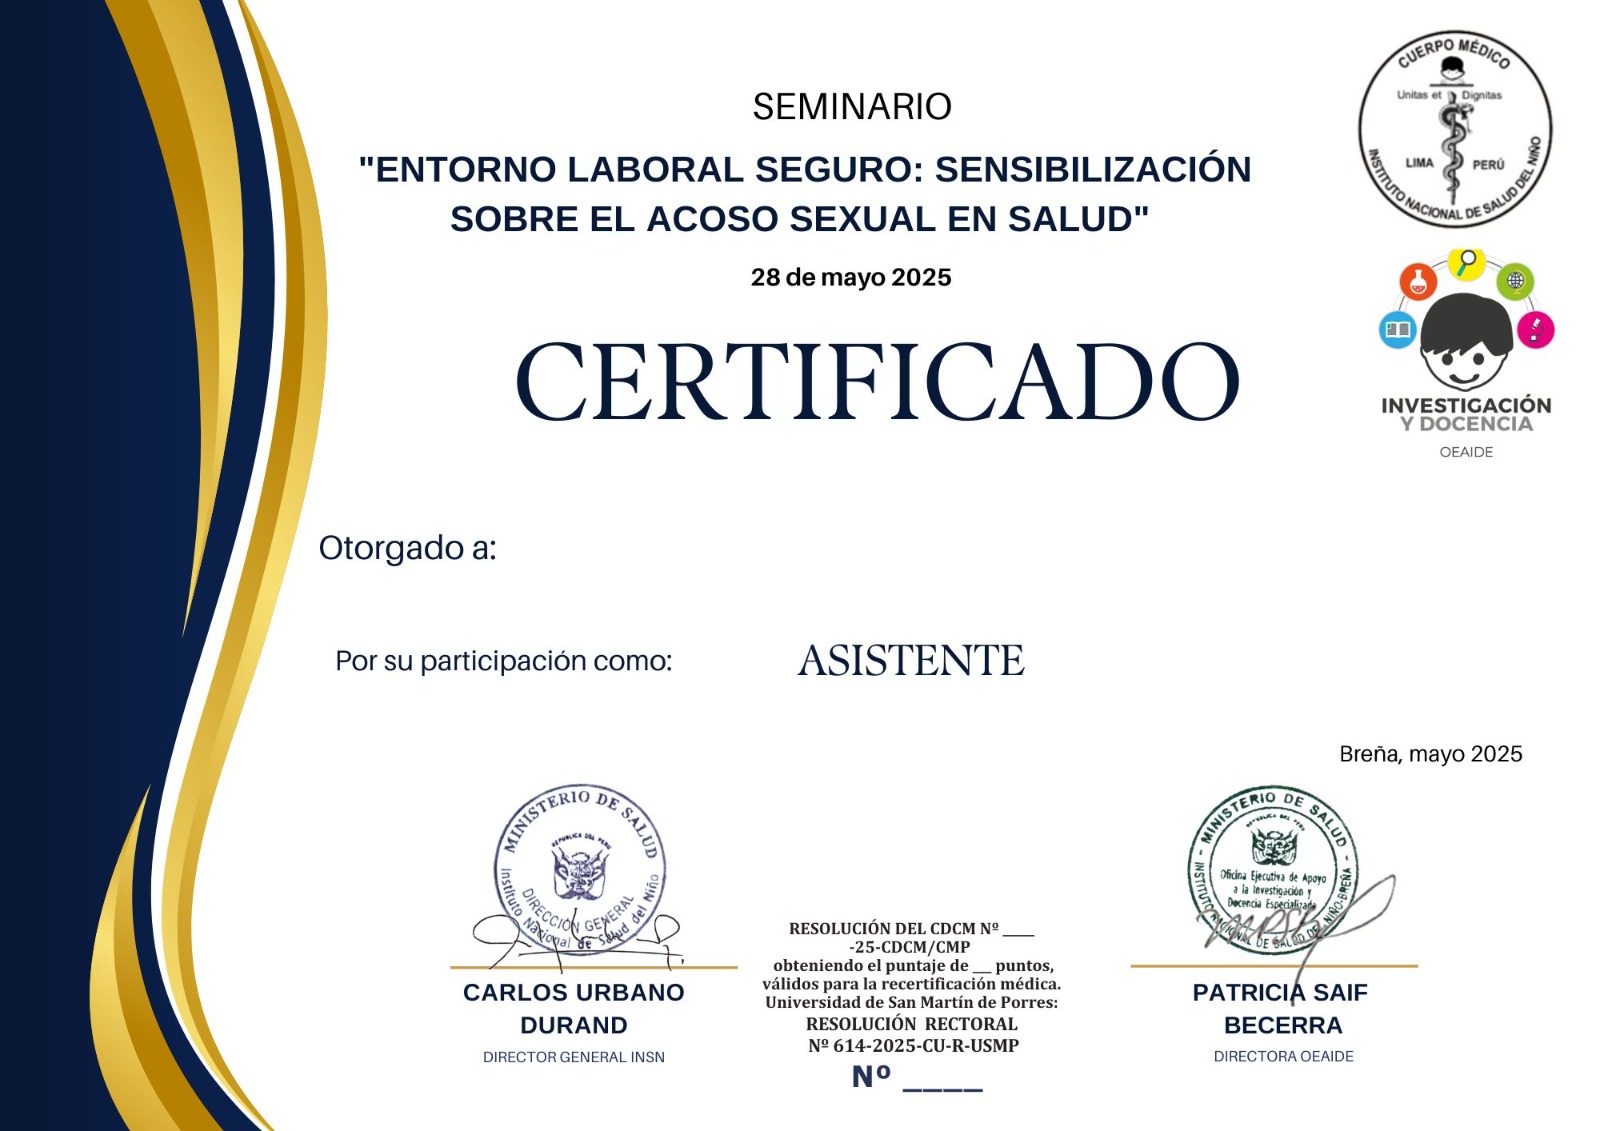 SEMINARIO
"ENTORNO LABORAL SEGURO: SENSIBILIZACIÓN
SOBRE EL ACOSO SEXUAL EN SALUD"
28 de mayo 2025
CERTIFICADO
CUERPO MÉDICO
Unitas et Dignitas
LIMA PERÚ
INSTITUTO NACIONAL DE SALUD DEL NIÑO
INVESTIGACIÓN
Y DOCENCIA
OEAIDE
Otorgado a:
Por su participación como: ASISTENTE
Breña, mayo 2025
MINISTERIO DE SALUD
REPUBLICA DEL PERU
DIRECCIÓN GENERAL
Instituto Nacional de Salud del Niño
CARLOS URBANO
DURAND
DIRECTOR GENERAL INSN
RESOLUCIÓN DEL CDCM Nº ____
-25-CDCM/CMP
obteniendo el puntaje de __ puntos,
válidos para la recertificación médica.
Universidad de San Martín de Porres:
RESOLUCIÓN RECTORAL
Nº 614-2025-CU-R-USMP
Nº ____
- MINISTERIO DE SALUD -
REPUBLICA DEL PERU
Oficina Ejecutiva de Apoyo
a la Investigación y
Docencia Especializada
INSTITUTO NACIONAL DE SALUD DEL NIÑO-BREÑA
PATRICIA SAIF
BECERRA
DIRECTORA OEAIDE